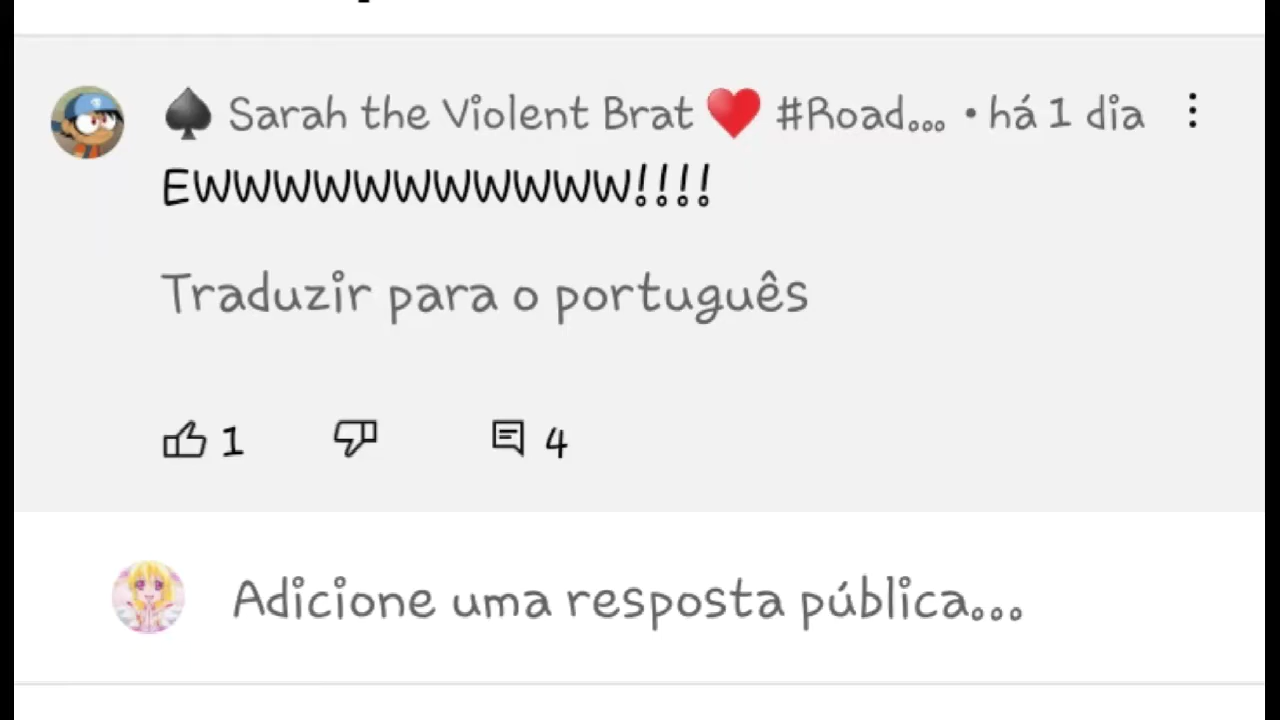 ♠️ Sarah the Violent Brat ❤️ #Road... • há 1 dia
EWWWWWWWWWWW!!!!
Traduzir para o português
1 4
Adicione uma resposta pública...